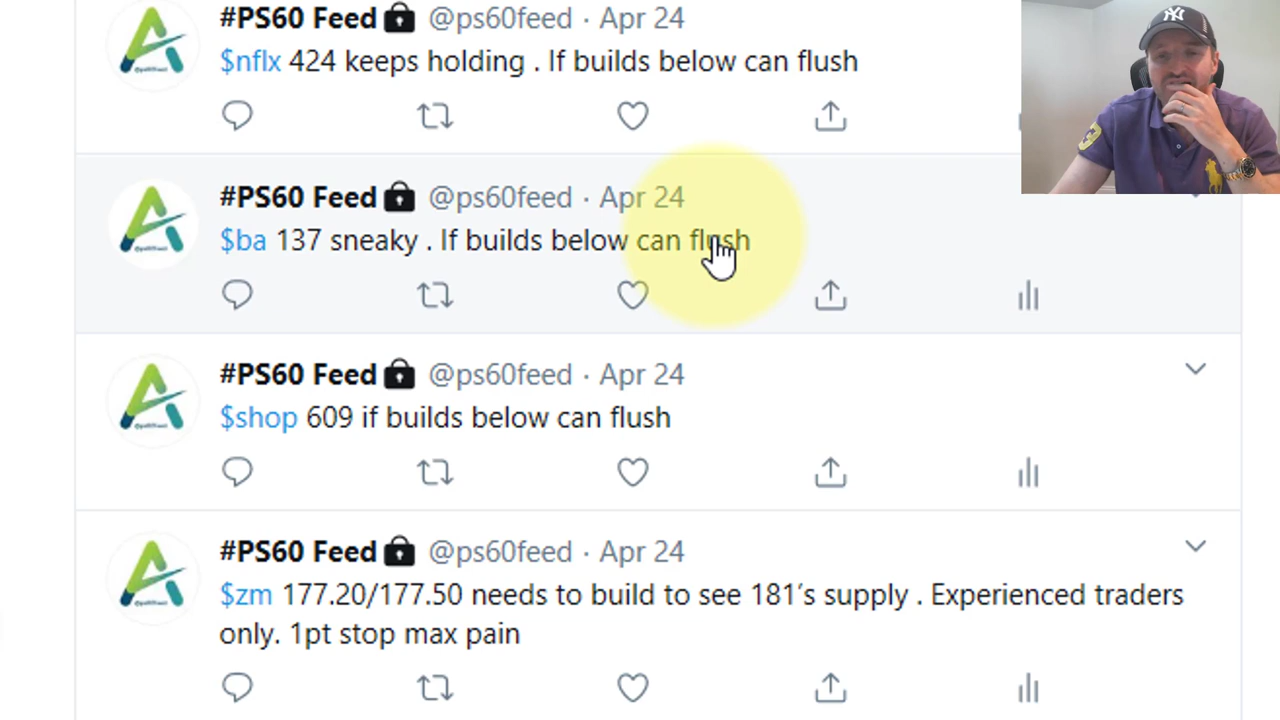 #PS60 Feed @ps60feed · Apr 24
$nflx 424 keeps holding . If builds below can flush
#PS60 Feed @ps60feed · Apr 24
$ba 137 sneaky . If builds below can flush
#PS60 Feed @ps60feed · Apr 24
$shop 609 if builds below can flush
#PS60 Feed @ps60feed · Apr 24
$zm 177.20/177.50 needs to build to see 181's supply . Experienced traders
only. 1pt stop max pain